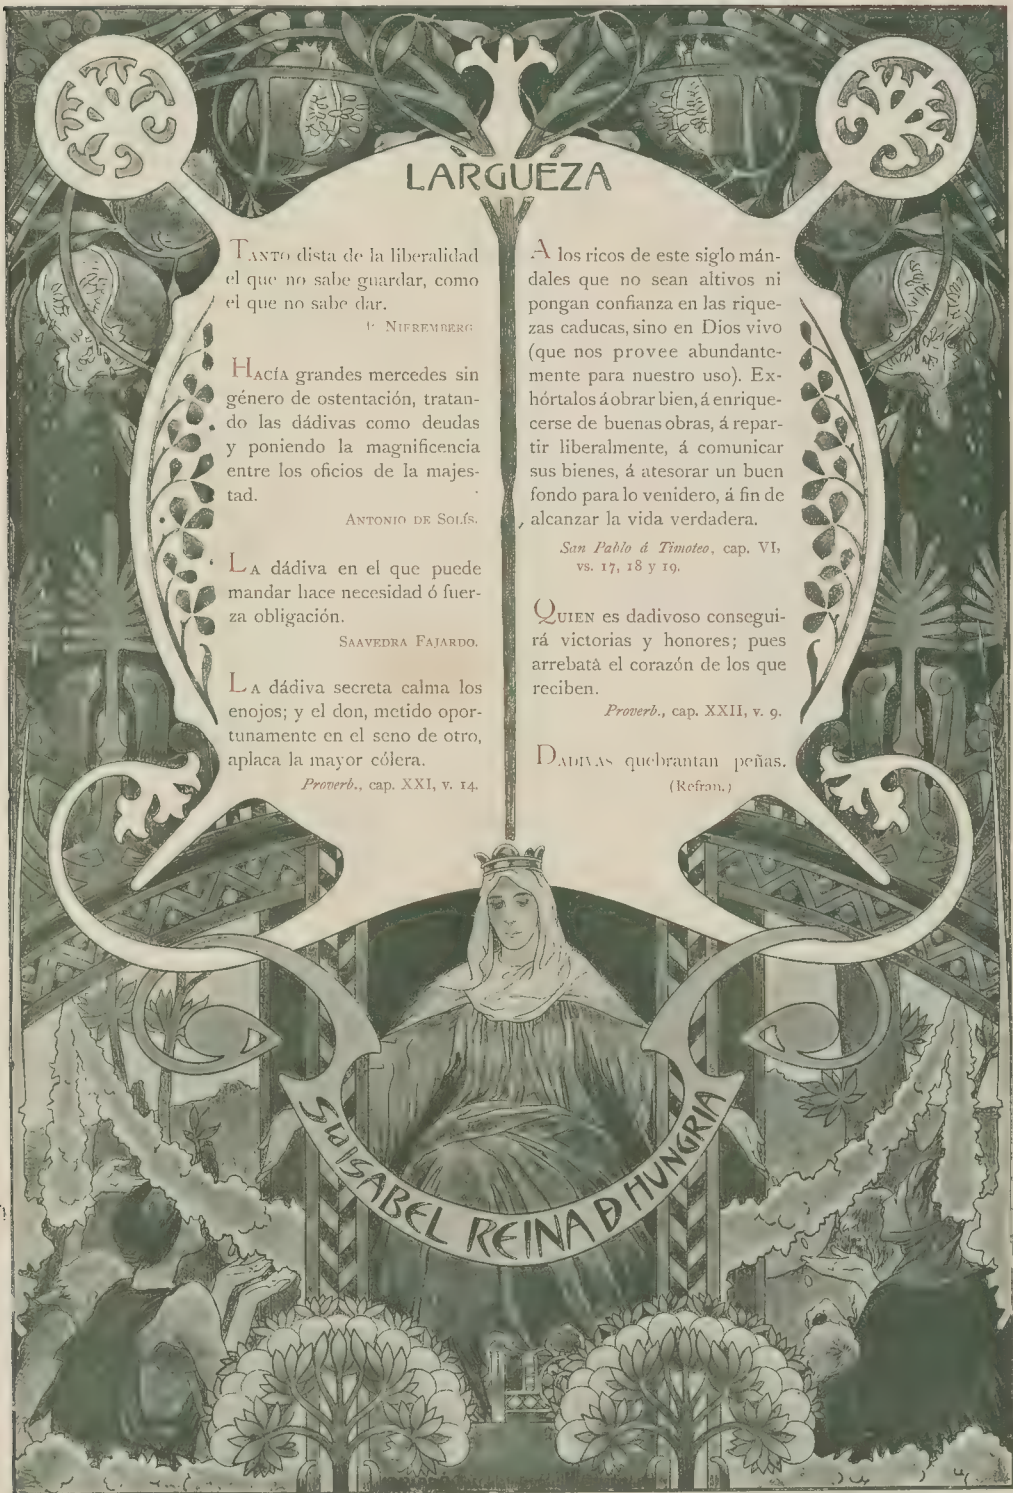 LARGUEZA
TANTO dista de la liberalidad
el que no sabe guardar, como
el que no sabe dar.
P. NIEREMBERG
HACÍA grandes mercedes sin
género de ostentación, tratan-
do las dádivas como deudas
y poniendo la magnificencia
entre los oficios de la majes-
tad.
ANTONIO DE SOLÍS.
LA dádiva en el que puede
mandar hace necesidad ó fuer-
za obligación.
SAAVEDRA FAJARDO.
LA dádiva secreta calma los
enojos; y el don, metido opor-
tunamente en el seno de otro,
aplaca la mayor cólera.
Proverb., cap. XXI, v. 14.
A los ricos de este siglo mán-
dales que no sean altivos ni
pongan confianza en las rique-
zas caducas, sino en Dios vivo
(que nos provee abundante-
mente para nuestro uso). Ex-
hórtalos á obrar bien, á enrique-
cerse de buenas obras, á repar-
tir liberalmente, á comunicar
sus bienes, á atesorar un buen
fondo para lo venidero, á fin de
alcanzar la vida verdadera.
San Pablo á Timoteo, cap. VI,
vs. 17, 18 y 19.
QUIEN es dadivoso consegui-
rá victorias y honores; pues
arrebatà el corazón de los que
reciben.
Proverb., cap. XXII, v. 9.
DADIVAS quebrantan peñas.
(Refran.)
Sta ISABEL REINA D HUNGRIA